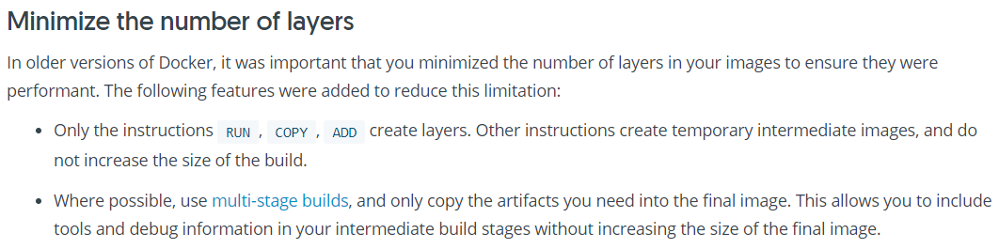 Minimize the number of layers
In older versions of Docker, it was important that you minimized the number of layers in your images to ensure they were
performant. The following features were added to reduce this limitation:
• Only the instructions RUN , COPY , ADD create layers. Other instructions create temporary intermediate images, and do
not increase the size of the build.
• Where possible, use multi-stage builds, and only copy the artifacts you need into the final image. This allows you to include
tools and debug information in your intermediate build stages without increasing the size of the final image.